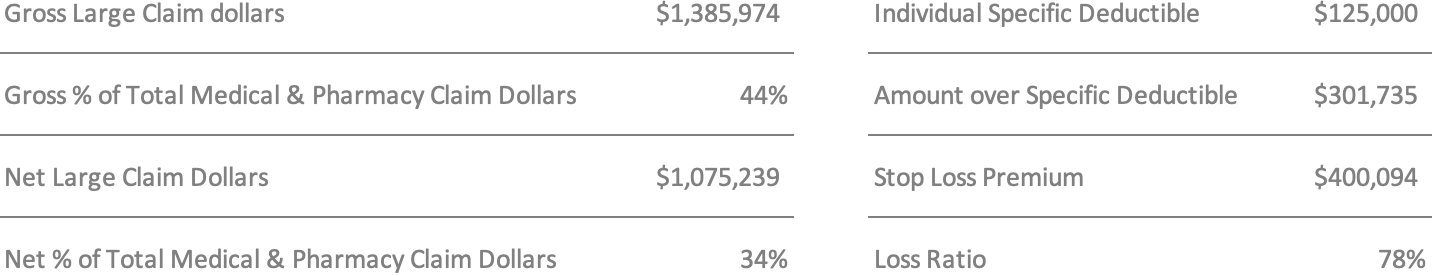 Gross Large Claim dollars $1,385,974
Gross % of Total Medical & Pharmacy Claim Dollars 44%
Net Large Claim Dollars $1,075,239
Net % of Total Medical & Pharmacy Claim Dollars 34%
Individual Specific Deductible $125,000
Amount over Specific Deductible $301,735
Stop Loss Premium $400,094
Loss Ratio 78%